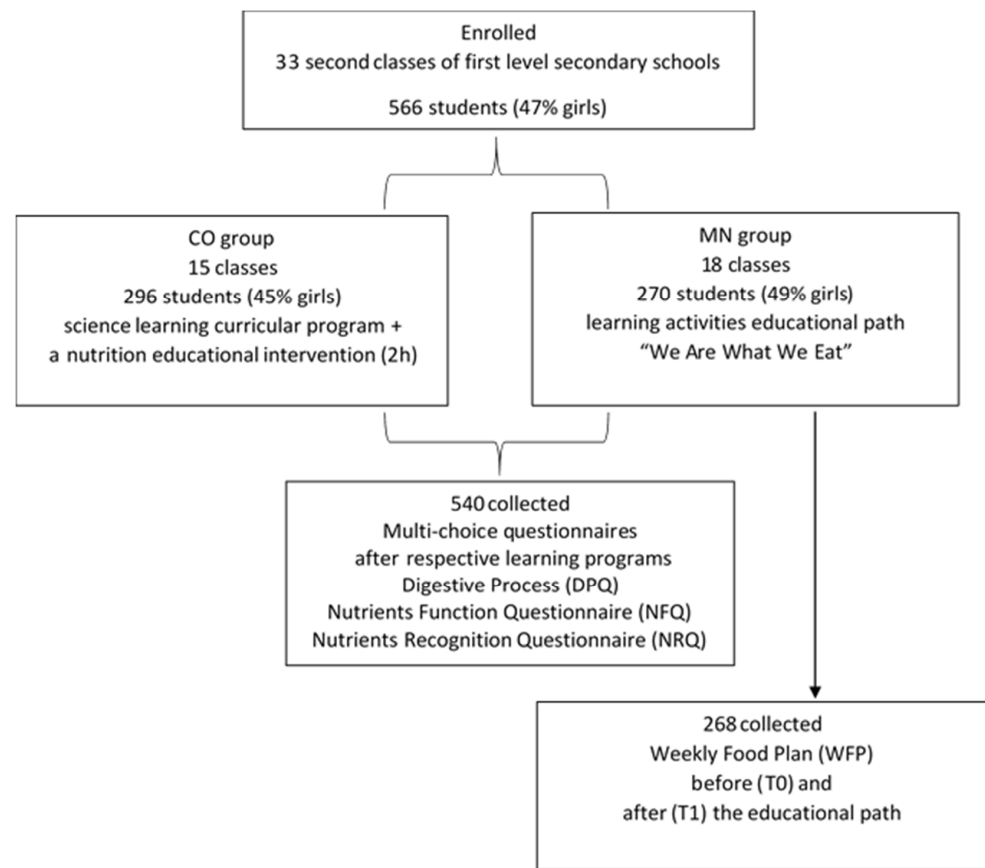 Enrolled
33 second classes of first level secondary schools
566 students (47% girls)
CO group
15 classes
296 students (45% girls)
science learning curricular program +
a nutrition educational intervention (2h)
MN group
18 classes
270 students (49% girls)
learning activities educational path
“We Are What We Eat”
540 collected
Multi-choice questionnaires
after respective learning programs
Digestive Process (DPQ)
Nutrients Function Questionnaire (NFQ)
Nutrients Recognition Questionnaire (NRQ)
268 collected
Weekly Food Plan (WFP)
before (T0) and
after (T1) the educational path